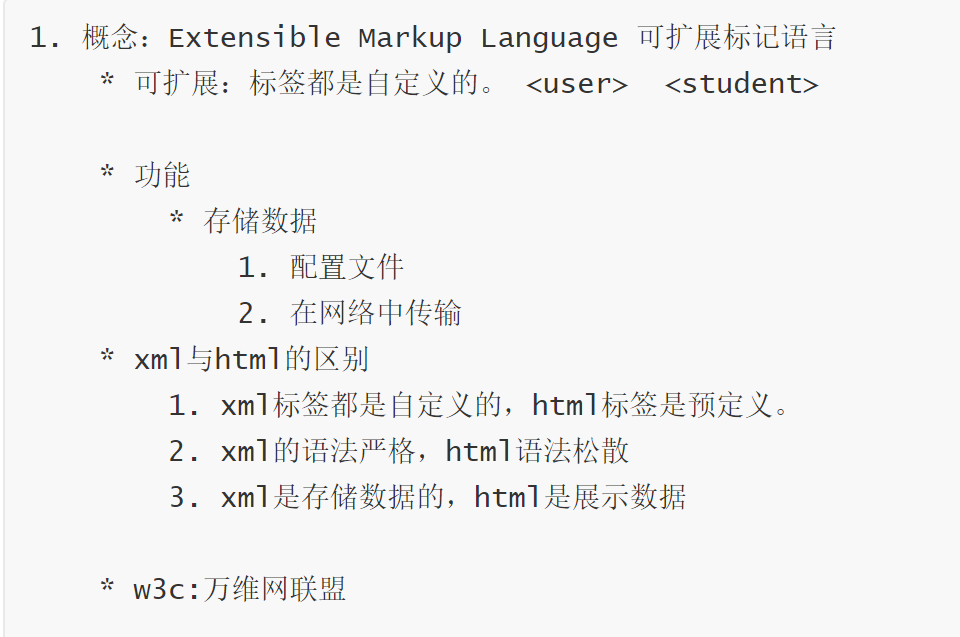 1. 概念：Extensible Markup Language 可扩展标记语言
* 可扩展：标签都是自定义的。 <user> <student>
* 功能
* 存储数据
1. 配置文件
2. 在网络中传输
* xml与html的区别
1. xml标签都是自定义的，html标签是预定义。
2. xml的语法严格，html语法松散
3. xml是存储数据的，html是展示数据
* w3c:万维网联盟